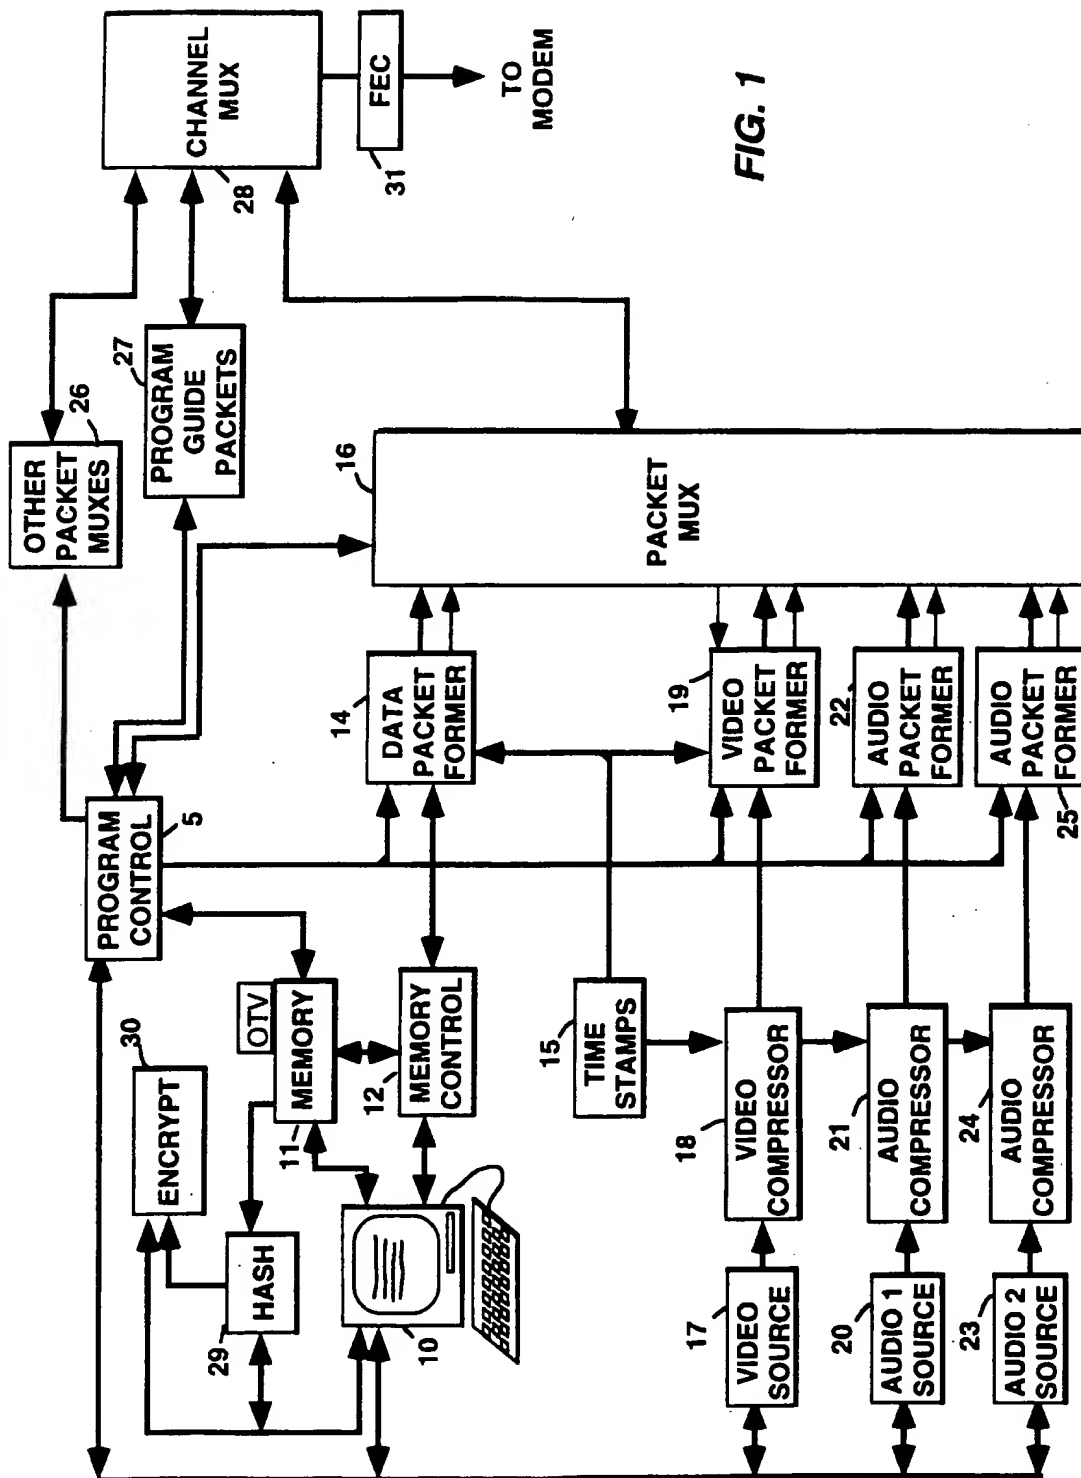 FIG. 1
PROGRAM
CONTROL
5
OTHER
PACKET
MUXES
26
PROGRAM
GUIDE
PACKETS
27
CHANNEL
MUX
28
FEC
31
TO
MODEM
ENCRYPT
30
HASH
29
OTV
MEMORY
11
MEMORY
CONTROL
12
10
DATA
PACKET
FORMER
14
TIME
STAMPS
15
PACKET
MUX
16
VIDEO
SOURCE
17
VIDEO
COMPRESSOR
18
VIDEO
PACKET
FORMER
19
AUDIO 1
SOURCE
20
AUDIO
COMPRESSOR
21
AUDIO
PACKET
FORMER
22
AUDIO 2
SOURCE
23
AUDIO
COMPRESSOR
24
AUDIO
PACKET
FORMER
25